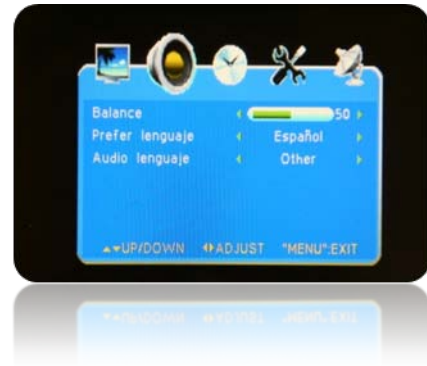 Balance 50
Prefer lenguaje Español
Audio lenguaje Other
▲▼UP/DOWN ◀▶ADJUST "MENU":EXIT